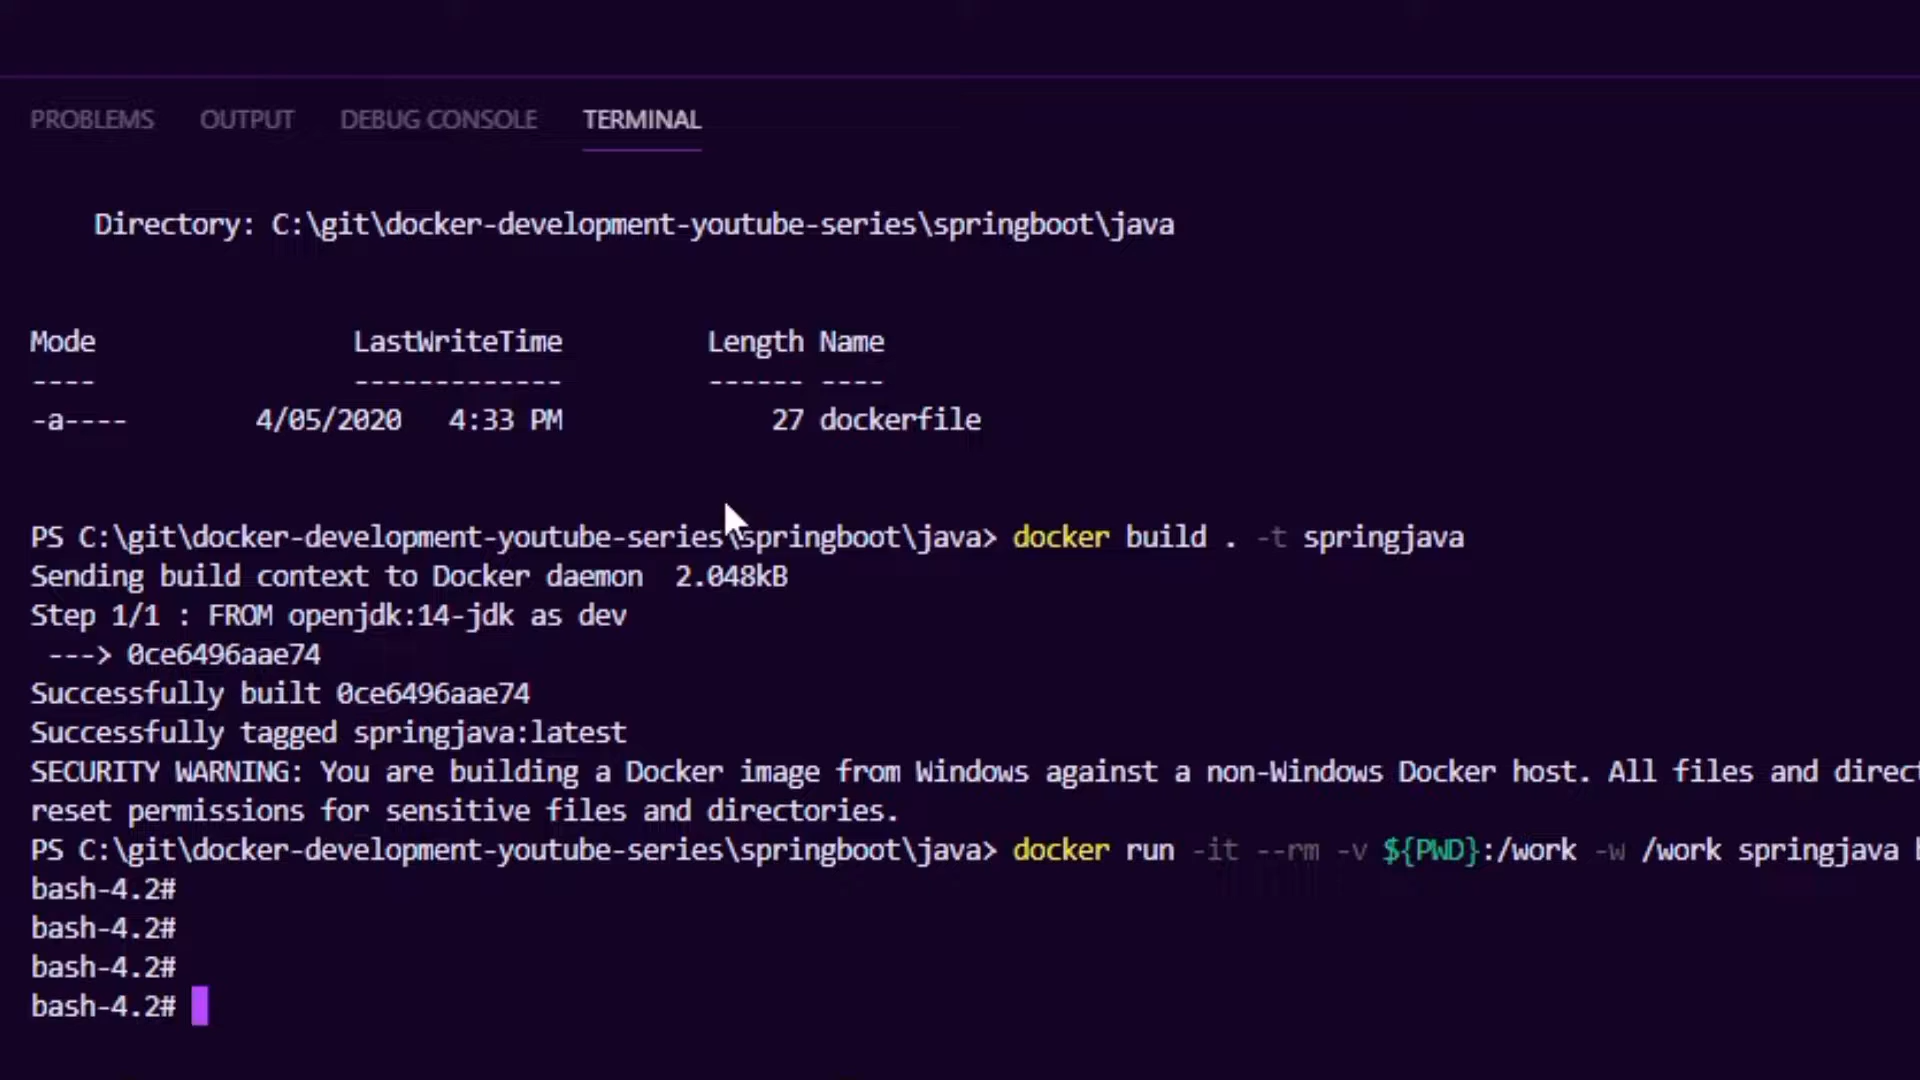 PROBLEMS OUTPUT DEBUG CONSOLE TERMINAL
Directory: C:\git\docker-development-youtube-series\springboot\java
Mode LastWriteTime Length Name
---- ------------- ------ ----
-a---- 4/05/2020 4:33 PM 27 dockerfile
PS C:\git\docker-development-youtube-series\springboot\java> docker build . -t springjava
Sending build context to Docker daemon 2.048kB
Step 1/1 : FROM openjdk:14-jdk as dev
---> 0ce6496aae74
Successfully built 0ce6496aae74
Successfully tagged springjava:latest
SECURITY WARNING: You are building a Docker image from Windows against a non-Windows Docker host. All files and direct
reset permissions for sensitive files and directories.
PS C:\git\docker-development-youtube-series\springboot\java> docker run -it --rm -v ${PWD}:/work -w /work springjava
bash-4.2#
bash-4.2#
bash-4.2#
bash-4.2#